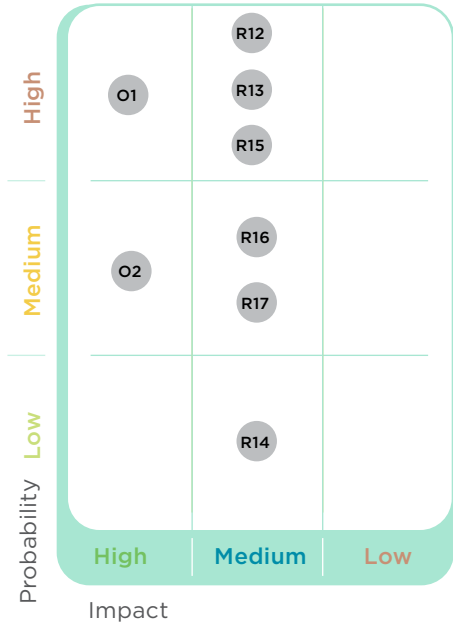 R12
High
O1
R13
R15
Medium
R16
O2
R17
Low
R14
Probability
High Medium Low
Impact